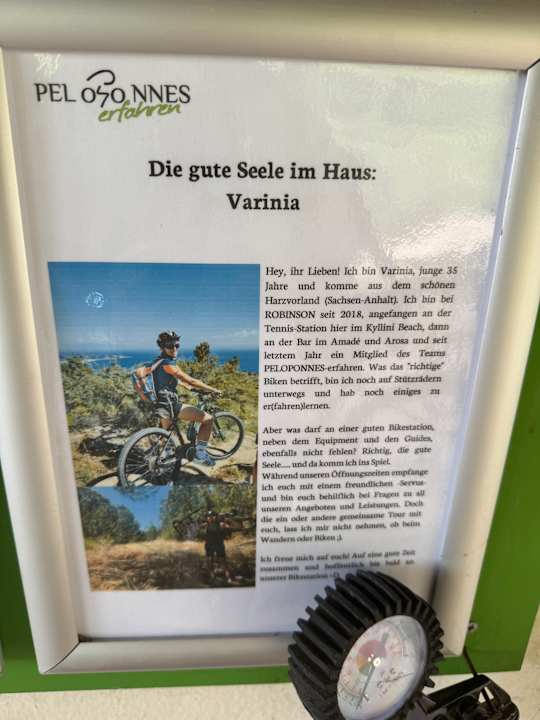 PELOPONNES
erfahren
Die gute Seele im Haus:
Varinia
Hey, ihr Lieben! Ich bin Varinia, junge 35
Jahre und komme aus dem schönen
Harzvorland (Sachsen-Anhalt). Ich bin bei
ROBINSON seit 2018, angefangen an der
Tennis-Station hier im Kyllini Beach, dann
an der Bar im Amadé und Arosa und seit
letztem Jahr ein Mitglied des Teams
PELOPONNES-erfahren. Was das "richtige"
Biken betrifft, bin ich noch auf Stützrädern
unterwegs und hab noch einiges zu
er(fahren)lernen.
Aber was darf an einer guten Bikestation,
neben dem Equipment und den Guides,
ebenfalls nicht fehlen? Richtig, die gute
Seele.... und da komm ich ins Spiel.
Während unseren Öffnungszeiten empfange
ich euch mit einem freundlichen -Servus-
und bin euch behilflich bei Fragen zu all
unseren Angeboten und Leistungen. Doch
die ein oder andere gemeinsame Tour mit
euch, lass ich mir nicht nehmen, ob beim
Wandern oder Biken ;).
Ich freue mich auf euch! Auf eine gute Zeit
zusammen und hoffentlich bis bald an
unserer Bikestation